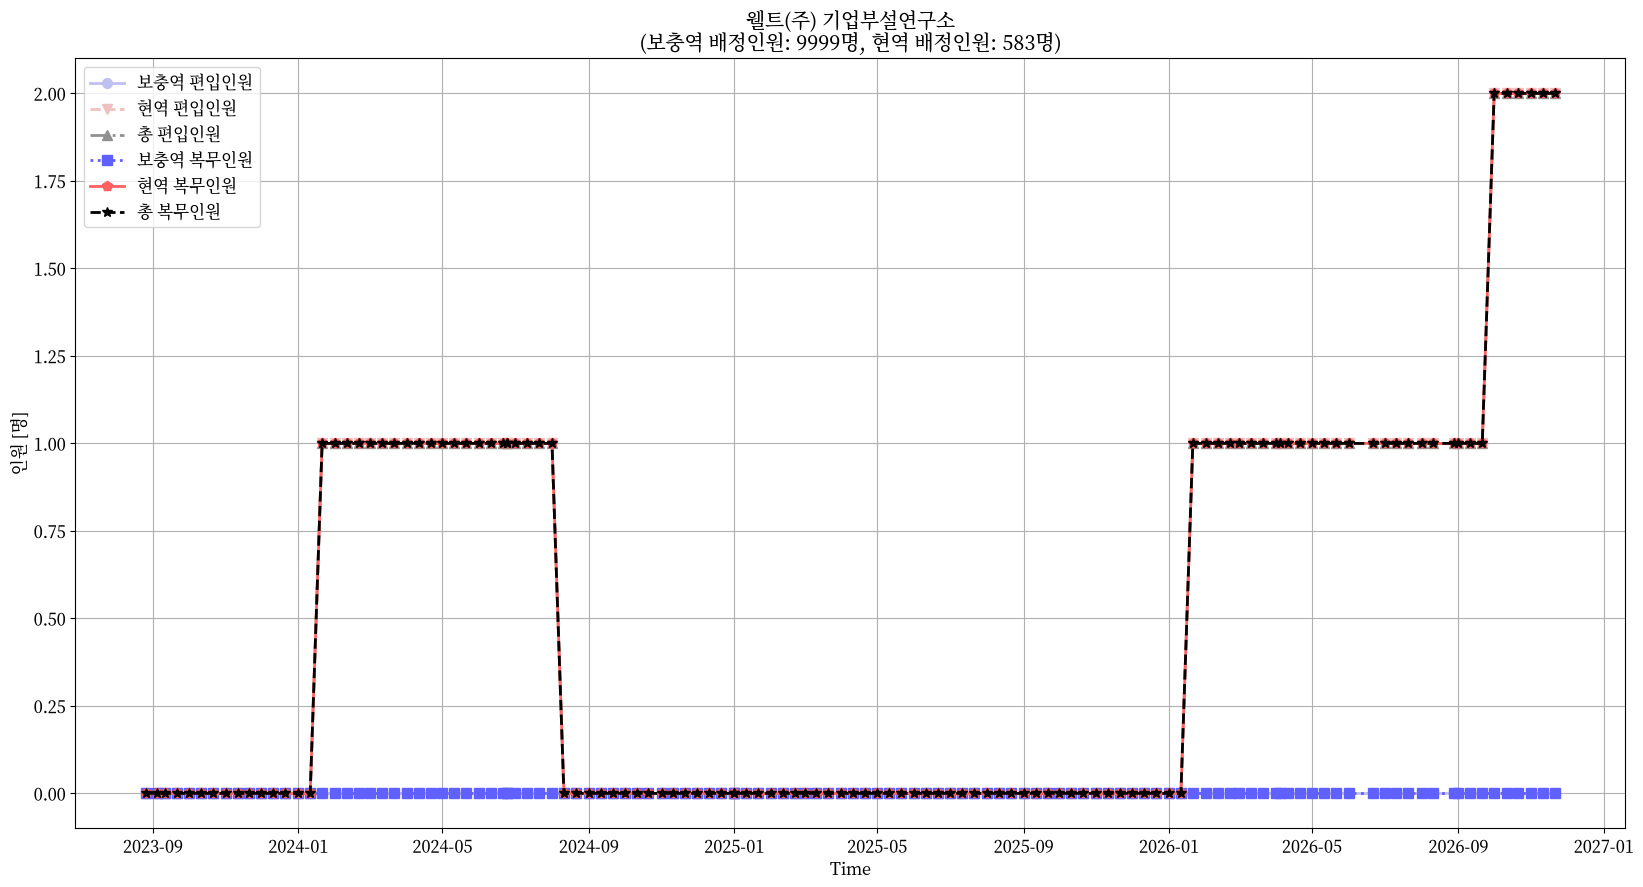 웰트(주) 기업부설연구소
(보충역 배정인원: 9999명, 현역 배정인원: 583명)
보충역 편입인원
현역 편입인원
총 편입인원
보충역 복무인원
현역 복무인원
총 복무인원
2.00
1.75
1.50
1.25
1.00
0.75
0.50
0.25
0.00
인원 [명]
2023-09
2024-01
2024-05
2024-09
2025-01
2025-05
2025-09
2026-01
2026-05
2026-09
2027-01
Time